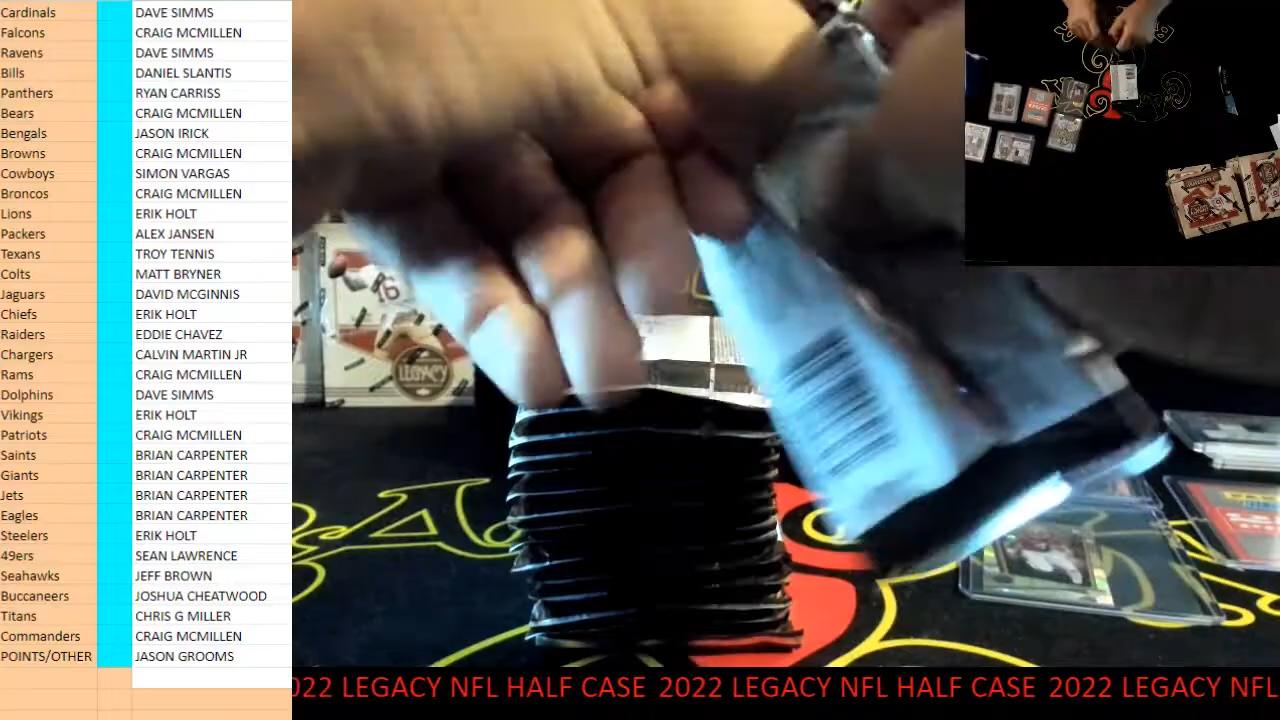 Cardinals DAVE SIMMS
Falcons CRAIG MCMILLEN
Ravens DAVE SIMMS
Bills DANIEL SLANTIS
Panthers RYAN CARRISS
Bears CRAIG MCMILLEN
Bengals JASON IRICK
Browns CRAIG MCMILLEN
Cowboys SIMON VARGAS
Broncos CRAIG MCMILLEN
Lions ERIK HOLT
Packers ALEX JANSEN
Texans TROY TENNIS
Colts MATT BRYNER
Jaguars DAVID MCGINNIS
Chiefs ERIK HOLT
Raiders EDDIE CHAVEZ
Chargers CALVIN MARTIN JR
Rams CRAIG MCMILLEN
Dolphins DAVE SIMMS
Vikings ERIK HOLT
Patriots CRAIG MCMILLEN
Saints BRIAN CARPENTER
Giants BRIAN CARPENTER
Jets BRIAN CARPENTER
Eagles BRIAN CARPENTER
Steelers ERIK HOLT
49ers SEAN LAWRENCE
Seahawks JEFF BROWN
Buccaneers JOSHUA CHEATWOOD
Titans CHRIS G MILLER
Commanders CRAIG MCMILLEN
POINTS/OTHER JASON GROOMS
LEGACY
022 LEGACY NFL HALF CASE 2022 LEGACY NFL HALF CASE 2022 LEGACY NFL